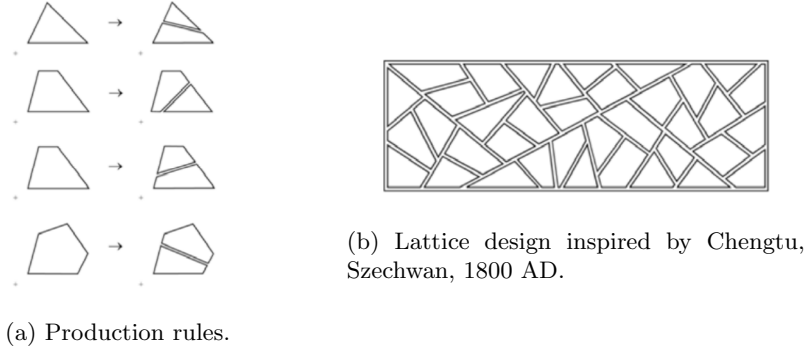 (b) Lattice design inspired by Chengtu,
Szechwan, 1800 AD.
(a) Production rules.